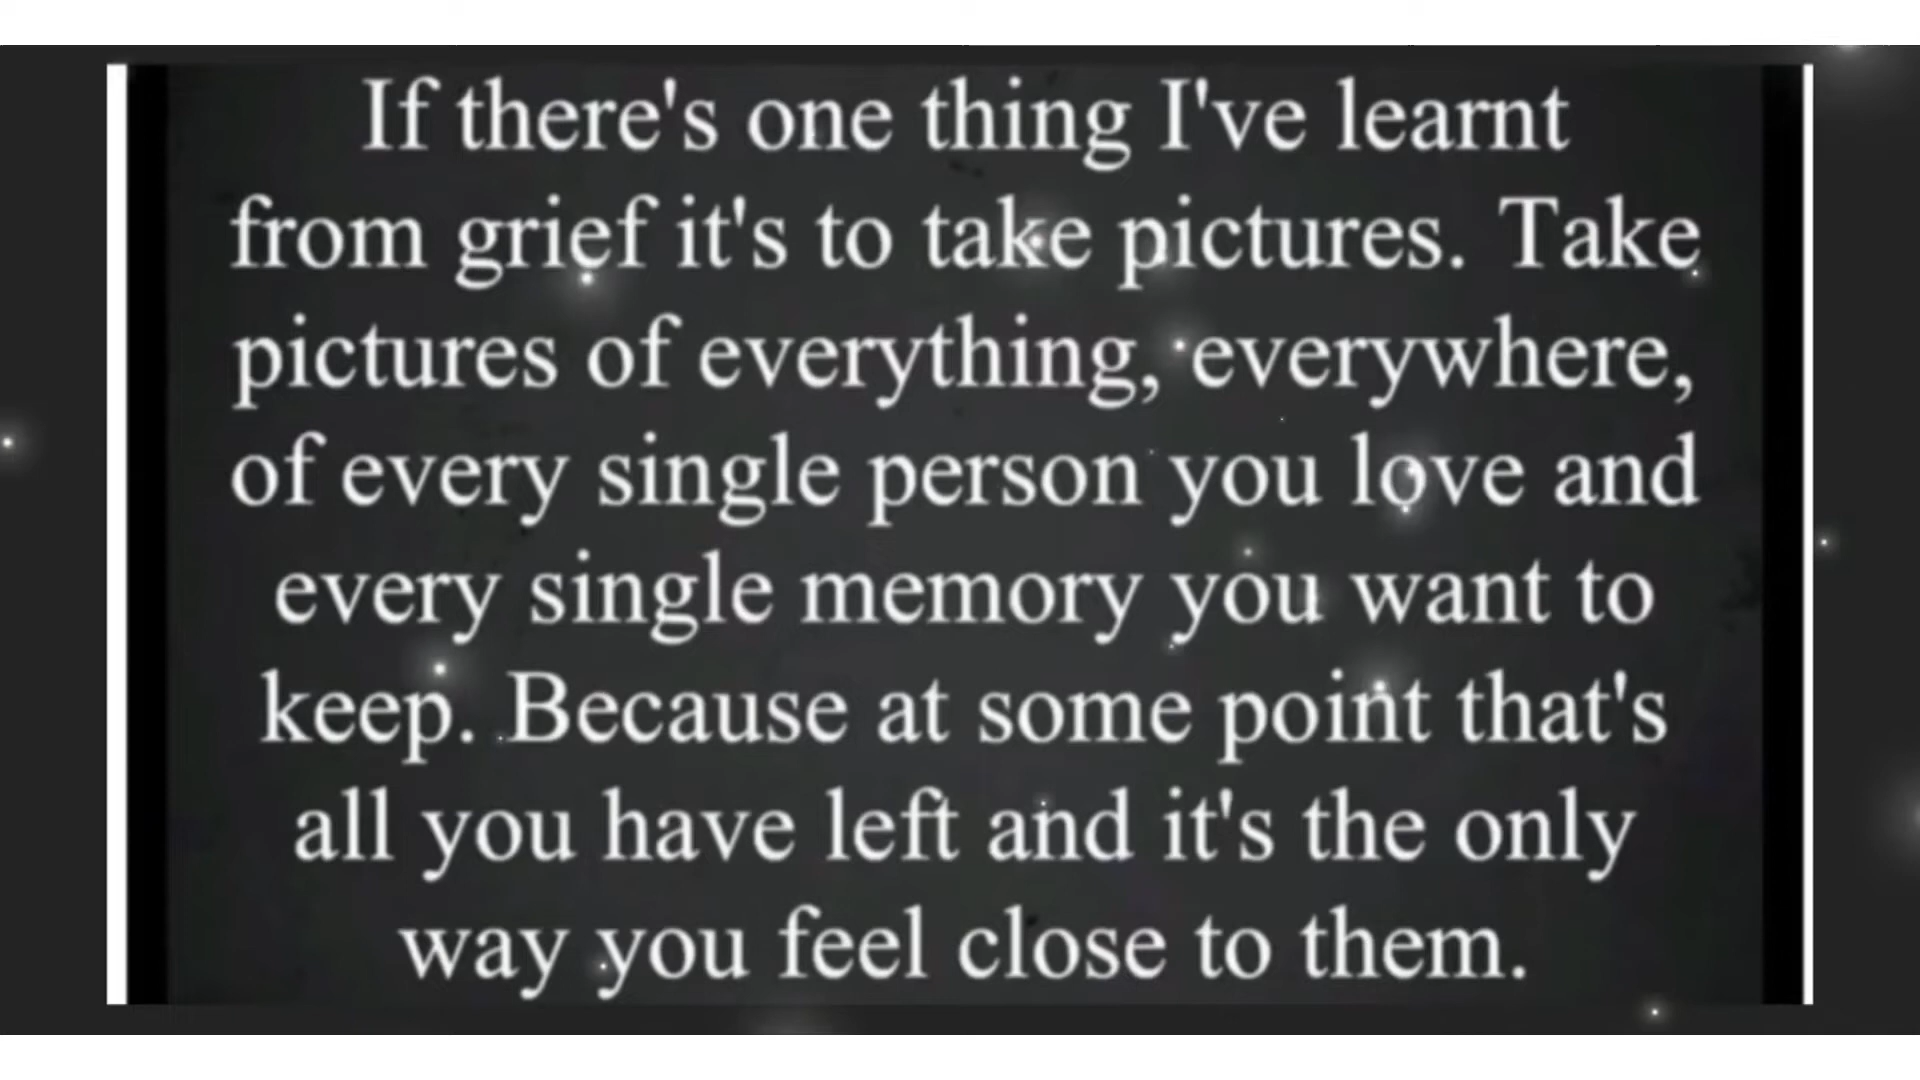 If there's one thing I've learnt
from grief it's to take pictures. Take
pictures of everything, everywhere,
of every single person you love and
every single memory you want to
keep. Because at some point that's
all you have left and it's the only
way you feel close to them.